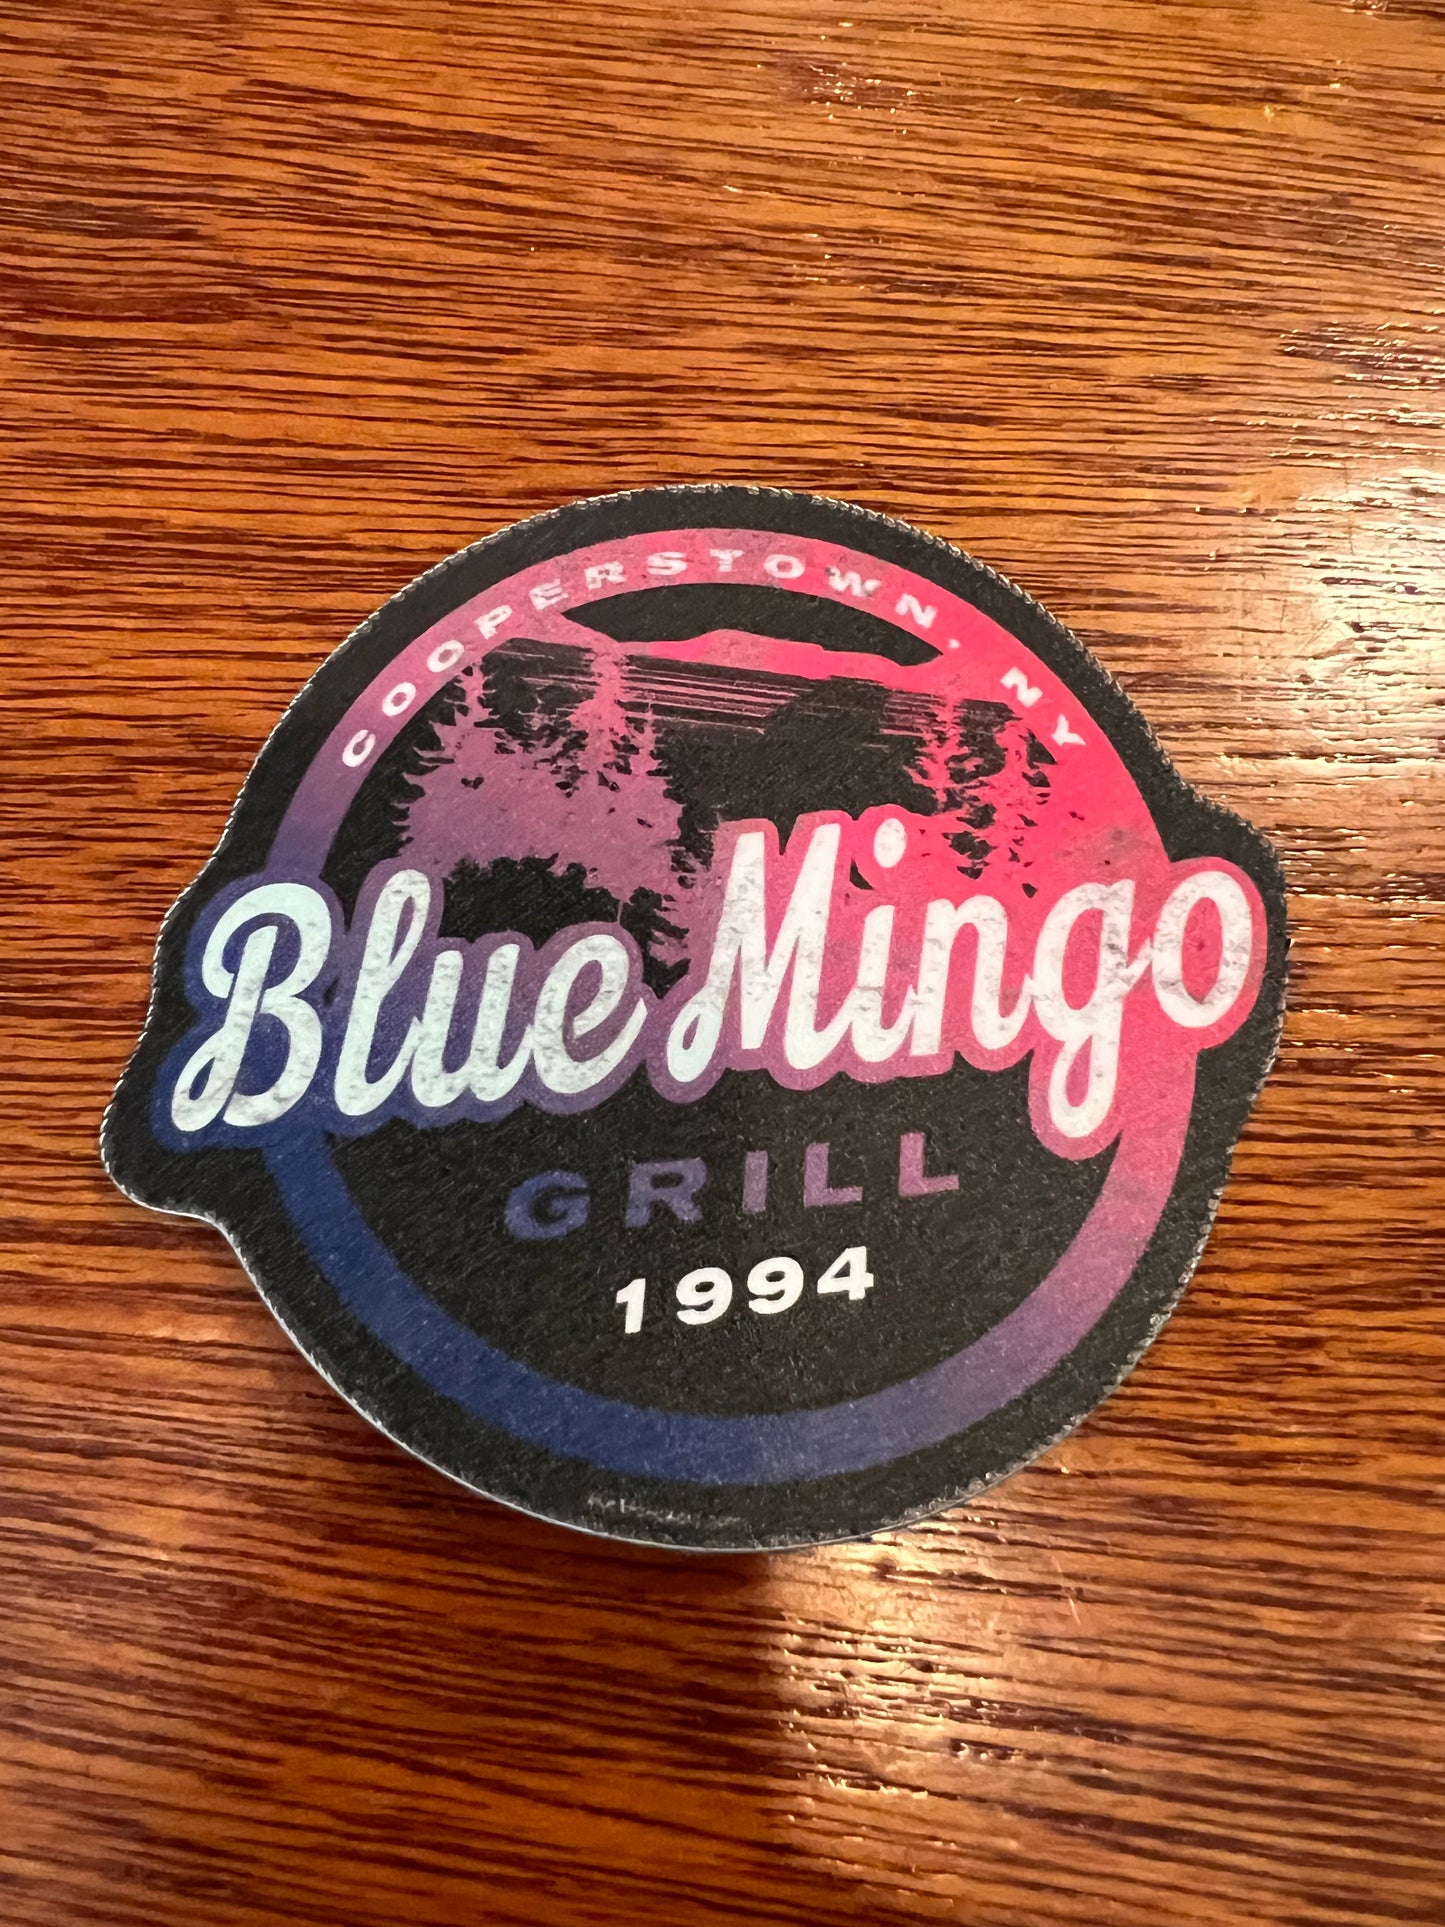 COOPERSTOWN, NY
Blue Mingo
GRILL
1994